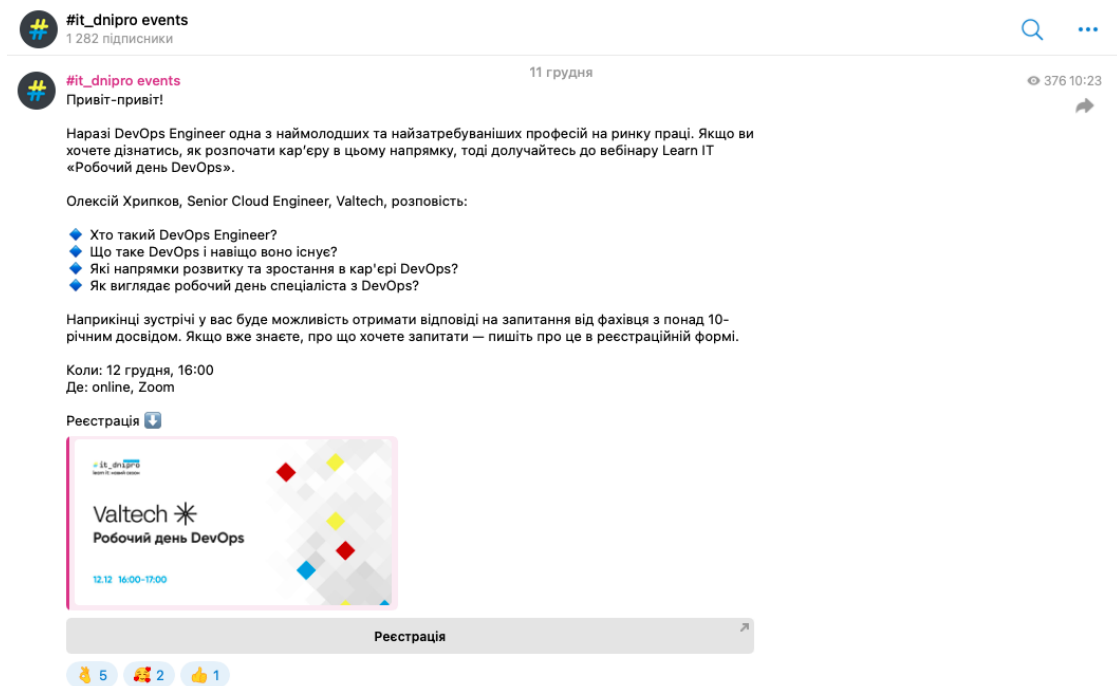 #it_dnipro events
1 282 підписники
11 грудня
#it_dnipro events
376 10:23
Привіт-привіт!
Наразі DevOps Engineer одна з наймолодших та найзатребуваніших професій на ринку праці. Якщо ви
хочете дізнатись, як розпочати кар’єру в цьому напрямку, тоді долучайтесь до вебінару Learn IT
«Робочий день DevOps».
Олексій Хрипков, Senior Cloud Engineer, Valtech, розповість:
Хто такий DevOps Engineer?
Що таке DevOps і навіщо воно існує?
Які напрямки розвитку та зростання в кар'єрі DevOps?
Як виглядає робочий день спеціаліста з DevOps?
Наприкінці зустрічі у вас буде можливість отримати відповіді на запитання від фахівця з понад 10-
річним досвідом. Якщо вже знаєте, про що хочете запитати — пишіть про це в реєстраційній формі.
Коли: 12 грудня, 16:00
Де: online, Zoom
Реєстрація
#it_dnipro
learn it: новий сезон
Valtech
Робочий день DevOps
12.12 16:00-17:00
Реєстрація
5 2 1